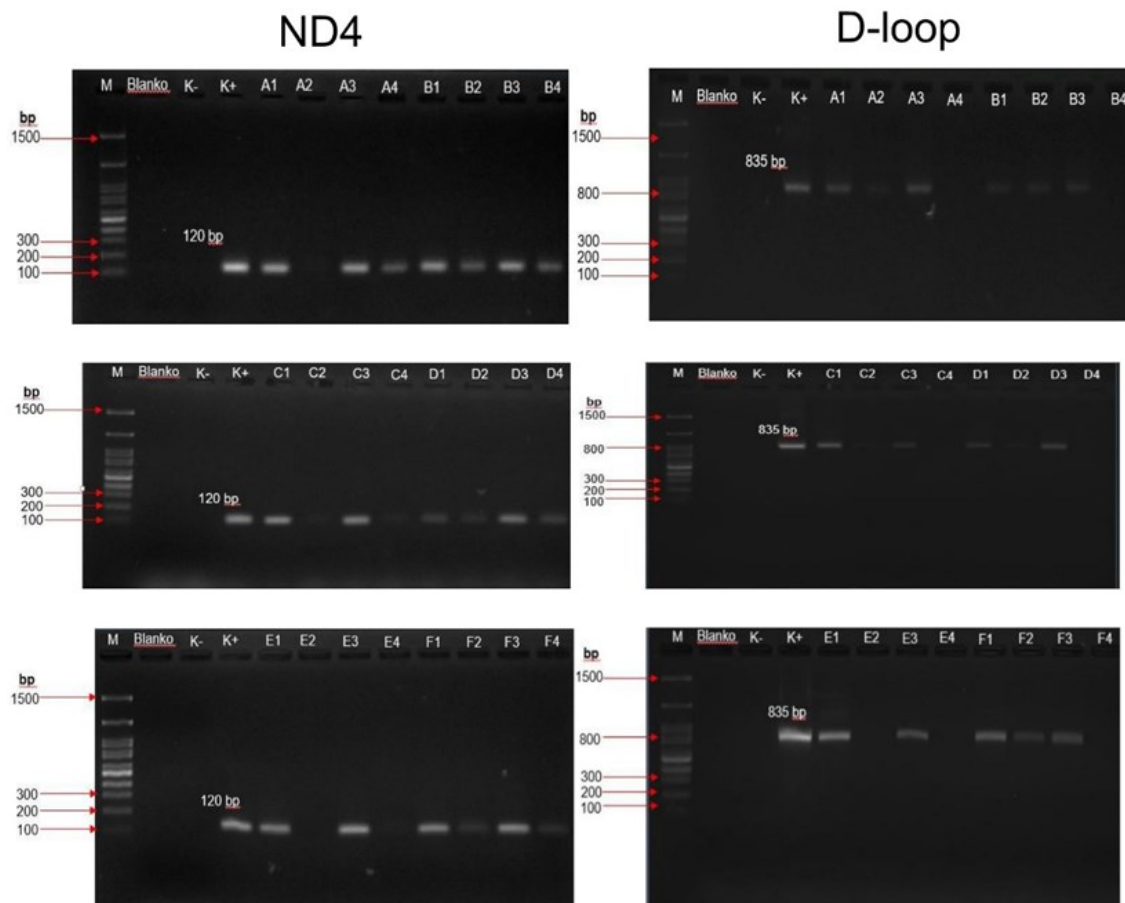 ND4
D-loop
M Blanko K- K+ A1 A2 A3 A4 B1 B2 B3 B4
bp
1500
120 bp
300
200
100
M Blanko K- K+ A1 A2 A3 A4 B1 B2 B3 B4
bp
1500
835 bp
800
300
200
100
M Blanko K- K+ C1 C2 C3 C4 D1 D2 D3 D4
bp
1500
300
120 bp
200
100
M Blanko K- K+ C1 C2 C3 C4 D1 D2 D3 D4
bp
1500
835 bp
800
300
200
100
M Blanko K- K+ E1 E2 E3 E4 F1 F2 F3 F4
bp
1500
300
120 bp
200
100
M Blanko K- K+ E1 E2 E3 E4 F1 F2 F3 F4
bp
1500
835 bp
800
300
200
100